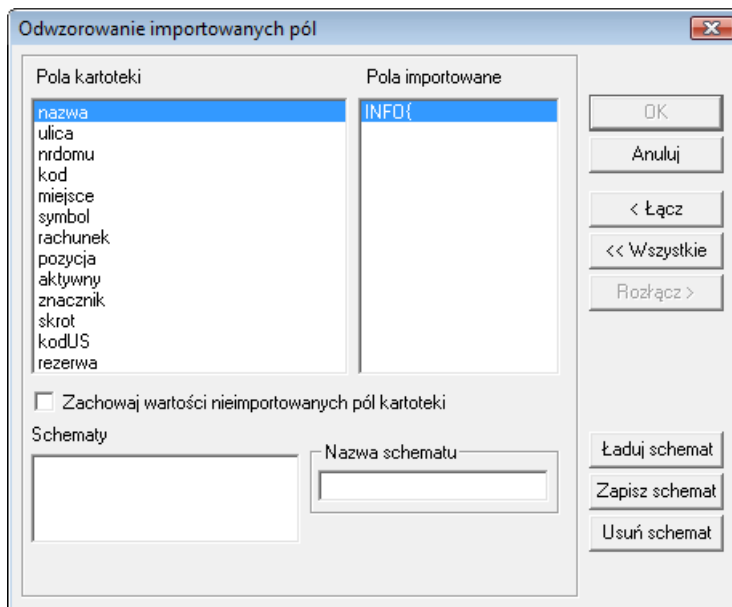 Odwzorowanie importowanych pól
Pola kartoteki
Pola importowane
nazwa
ulica
nrdomu
kod
miejsce
symbol
rachunek
pozycja
aktywny
znacznik
skrot
kodUS
rezerwa
INFO{
OK
Anuluj
< Łącz
<< Wszystkie
Rozłącz >
Zachowaj wartości nieimportowanych pól kartoteki
Schematy
Nazwa schematu
Ładuj schemat
Zapisz schemat
Usuń schemat